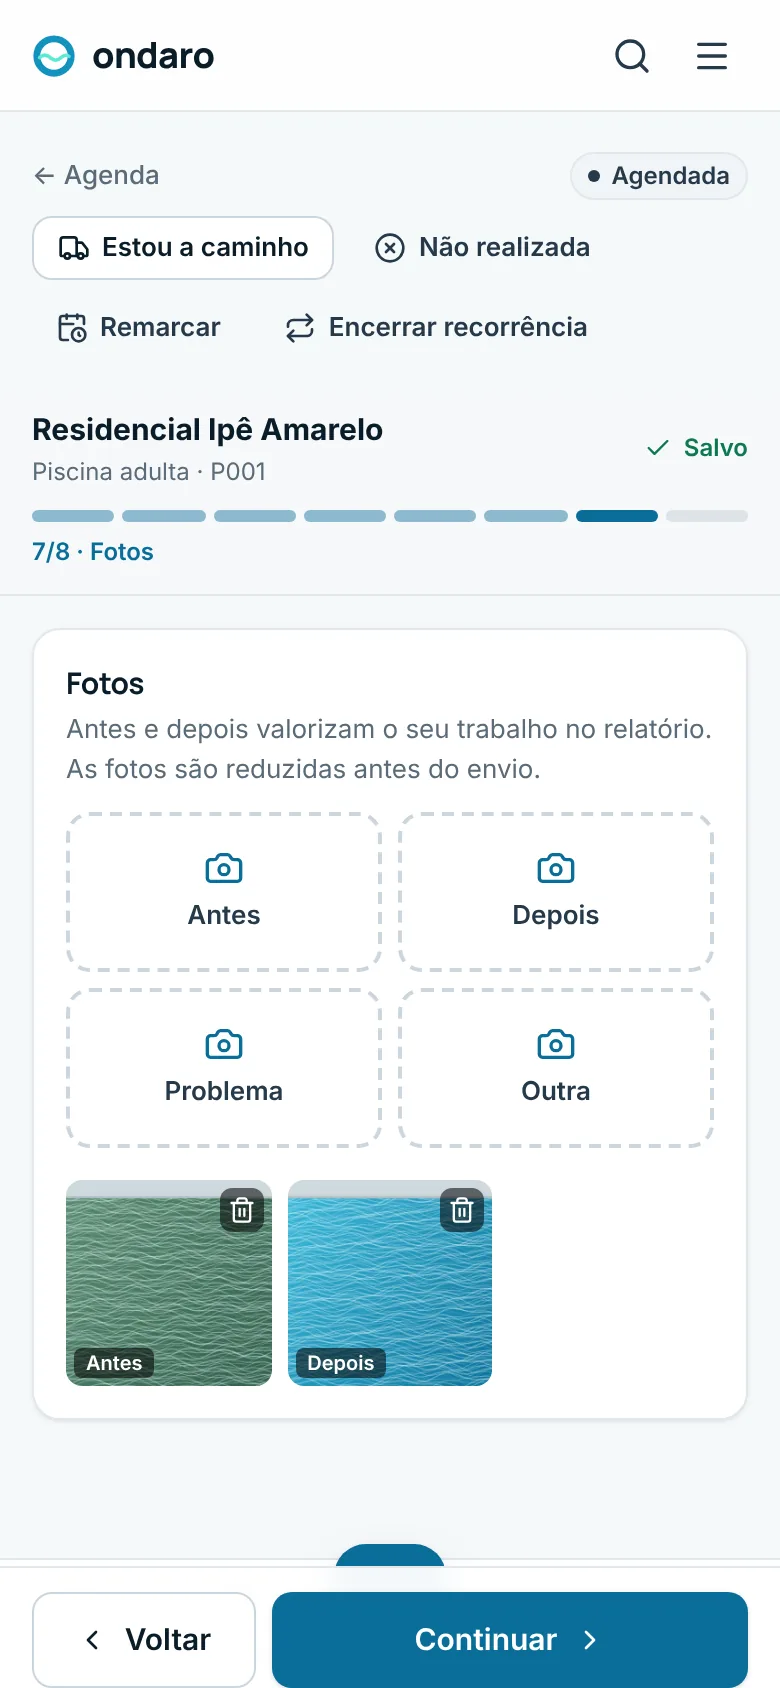 ondaro
Agenda
Agendada
Estou a caminho
Não realizada
Remarcar
Encerrar recorrência
Residencial Ipê Amarelo
Salvo
Piscina adulta · P001
7/8 · Fotos
Fotos
Antes e depois valorizam o seu trabalho no relatório.
As fotos são reduzidas antes do envio.
Antes
Depois
Problema
Outra
Antes
Depois
Voltar
Continuar